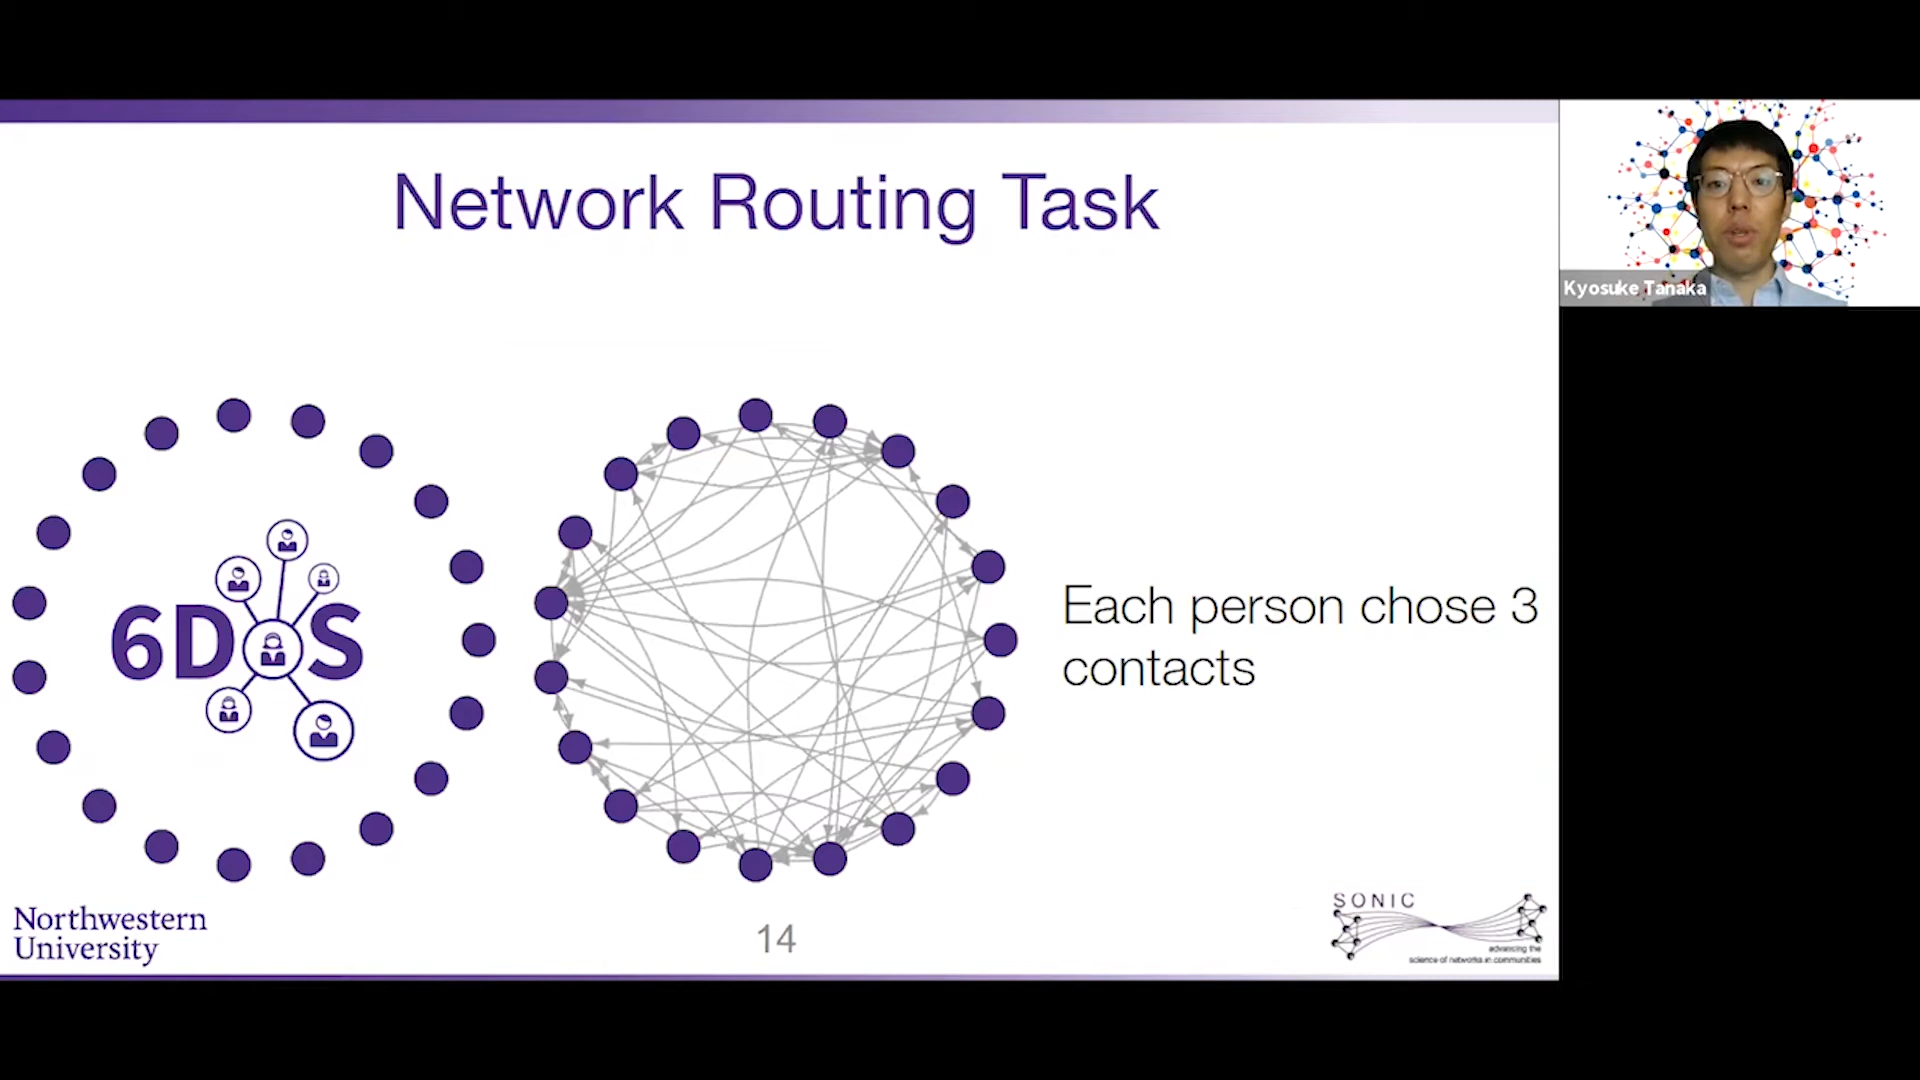 Network Routing Task
Kyosuke Tanaka
6D S
Each person chose 3
contacts
Northwestern
University
14
SONIC
advancing the
science of networks in communities